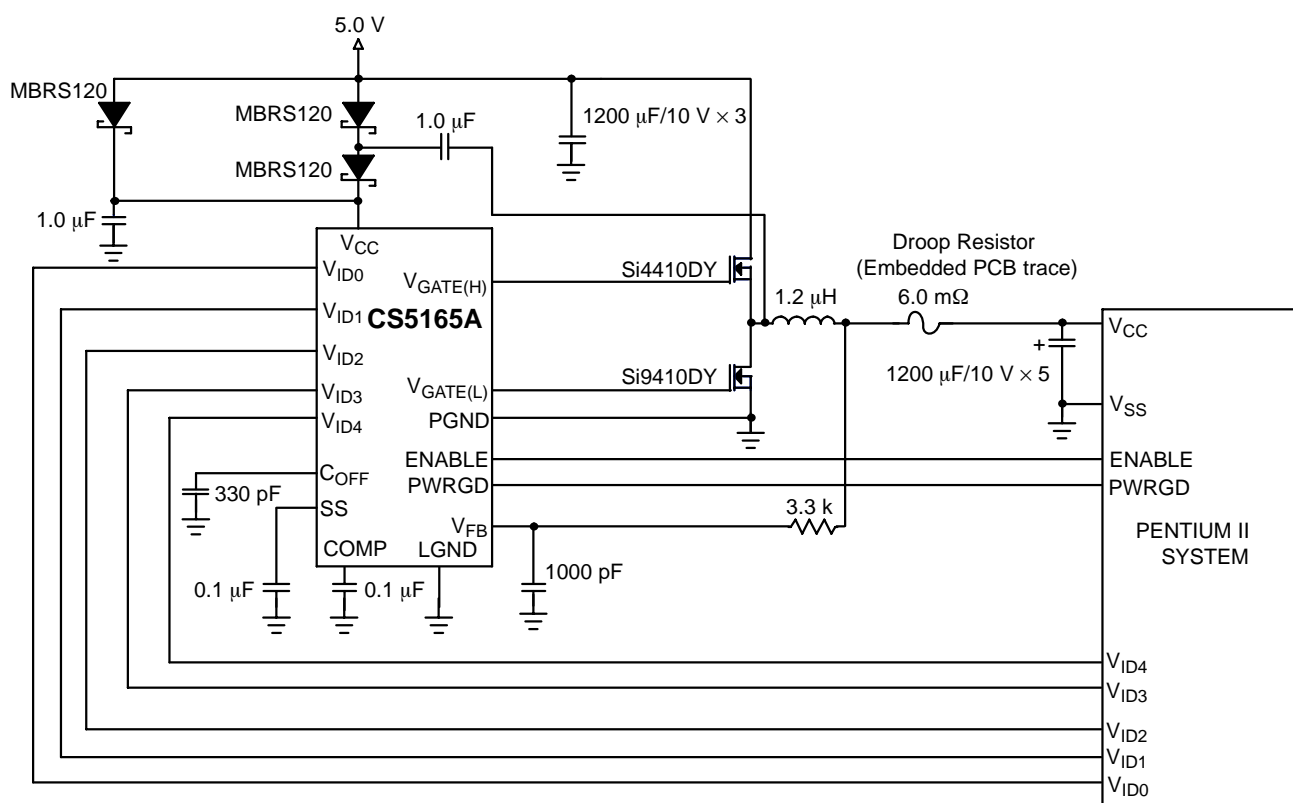 5.0 V
MBRS120
MBRS120
1.0 μF
1200 μF/10 V × 3
MBRS120
1.0 μF
VCC
VID0
VGATE(H)
Si4410DY
Droop Resistor
(Embedded PCB trace)
1.2 μH
6.0 mΩ
VID1
CS5165A
VCC
VID2
+
Si9410DY
1200 μF/10 V × 5
VID3
VGATE(L)
VID4
PGND
VSS
ENABLE
ENABLE
COFF
PWRGD
PWRGD
330 pF
SS
3.3 k
VFB
PENTIUM II
SYSTEM
COMP
LGND
1000 pF
0.1 μF
0.1 μF
VID4
VID3
VID2
VID1
VID0